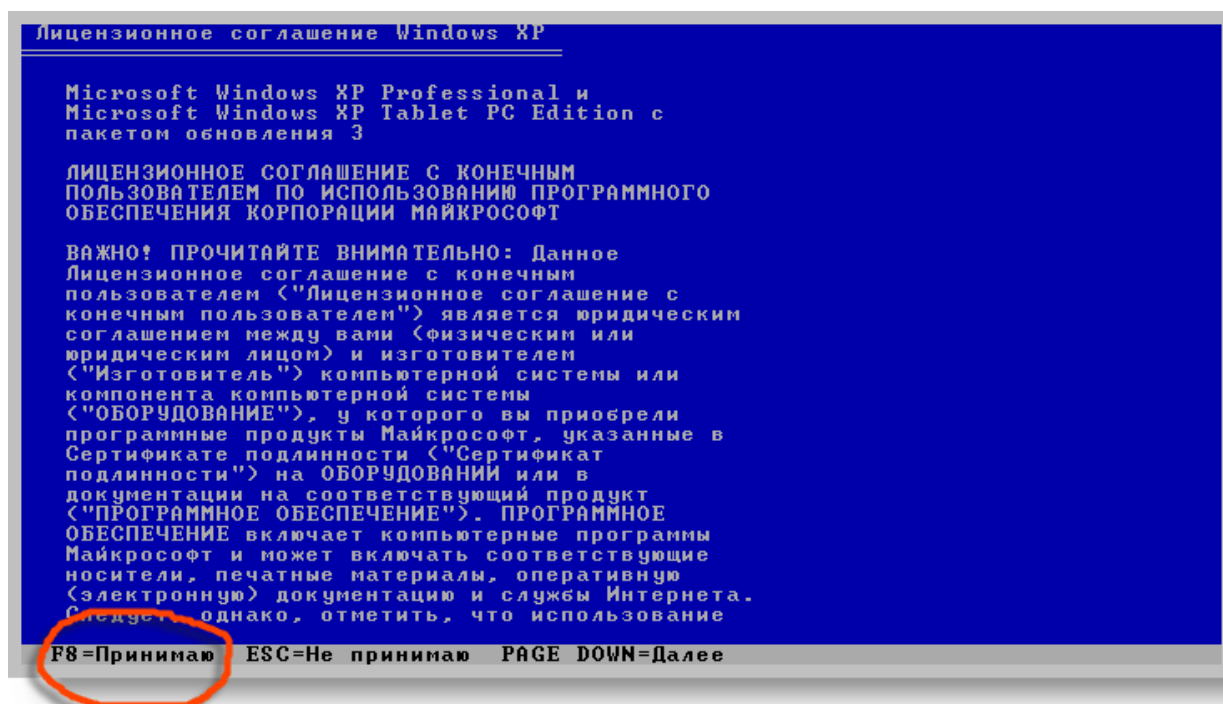 Лицензионное соглашение Windows XP
Microsoft Windows XP Professional и
Microsoft Windows XP Tablet PC Edition с
пакетом обновления 3
ЛИЦЕНЗИОННОЕ СОГЛАШЕНИЕ С КОНЕЧНЫМ
ПОЛЬЗОВАТЕЛЕМ ПО ИСПОЛЬЗОВАНИЮ ПРОГРАММНОГО
ОБЕСПЕЧЕНИЯ КОРПОРАЦИИ МАЙКРОСОФТ
ВАЖНО! ПРОЧИТАЙТЕ ВНИМАТЕЛЬНО: Данное
Лицензионное соглашение с конечным
пользователем ("Лицензионное соглашение с
конечным пользователем") является юридическим
соглашением между вами (физическим или
юридическим лицом) и изготовителем
("Изготовитель") компьютерной системы или
компонента компьютерной системы
("ОБОРУДОВАНИЕ"), у которого вы приобрели
программные продукты Майкрософт, указанные в
Сертификате подлинности ("Сертификат
подлинности") на ОБОРУДОВАНИИ или в
документации на соответствующий продукт
("ПРОГРАММНОЕ ОБЕСПЕЧЕНИЕ"). ПРОГРАММНОЕ
ОБЕСПЕЧЕНИЕ включает компьютерные программы
Майкрософт и может включать соответствующие
носители, печатные материалы, оперативную
(электронную) документацию и службы Интернета.
Следует, однако, отметить, что использование
F8=Принимаю ESC=Не принимаю PAGE DOWN=Далее